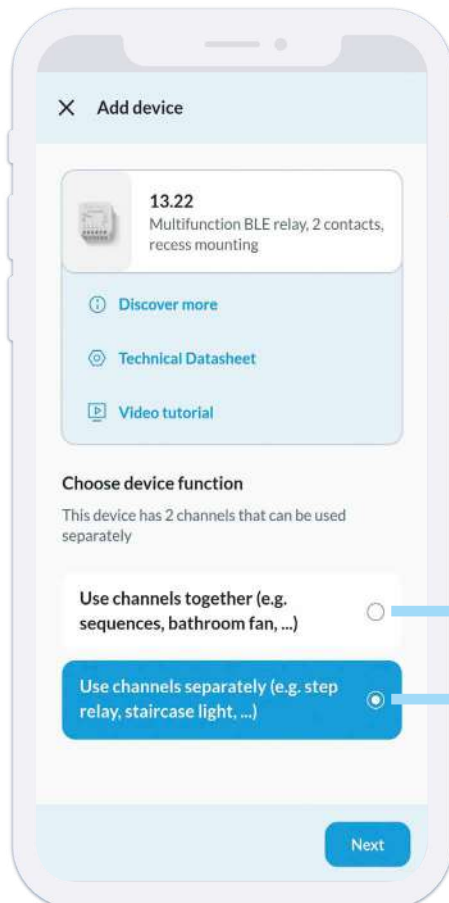 Add device
13.22
Multifunction BLE relay, 2 contacts,
recess mounting
Discover more
Technical Datasheet
Video tutorial
Choose device function
This device has 2 channels that can be used
separately
Use channels together (e.g.
sequences, bathroom fan, ...)
Use channels separately (e.g. step
relay, staircase light, ...)
Next